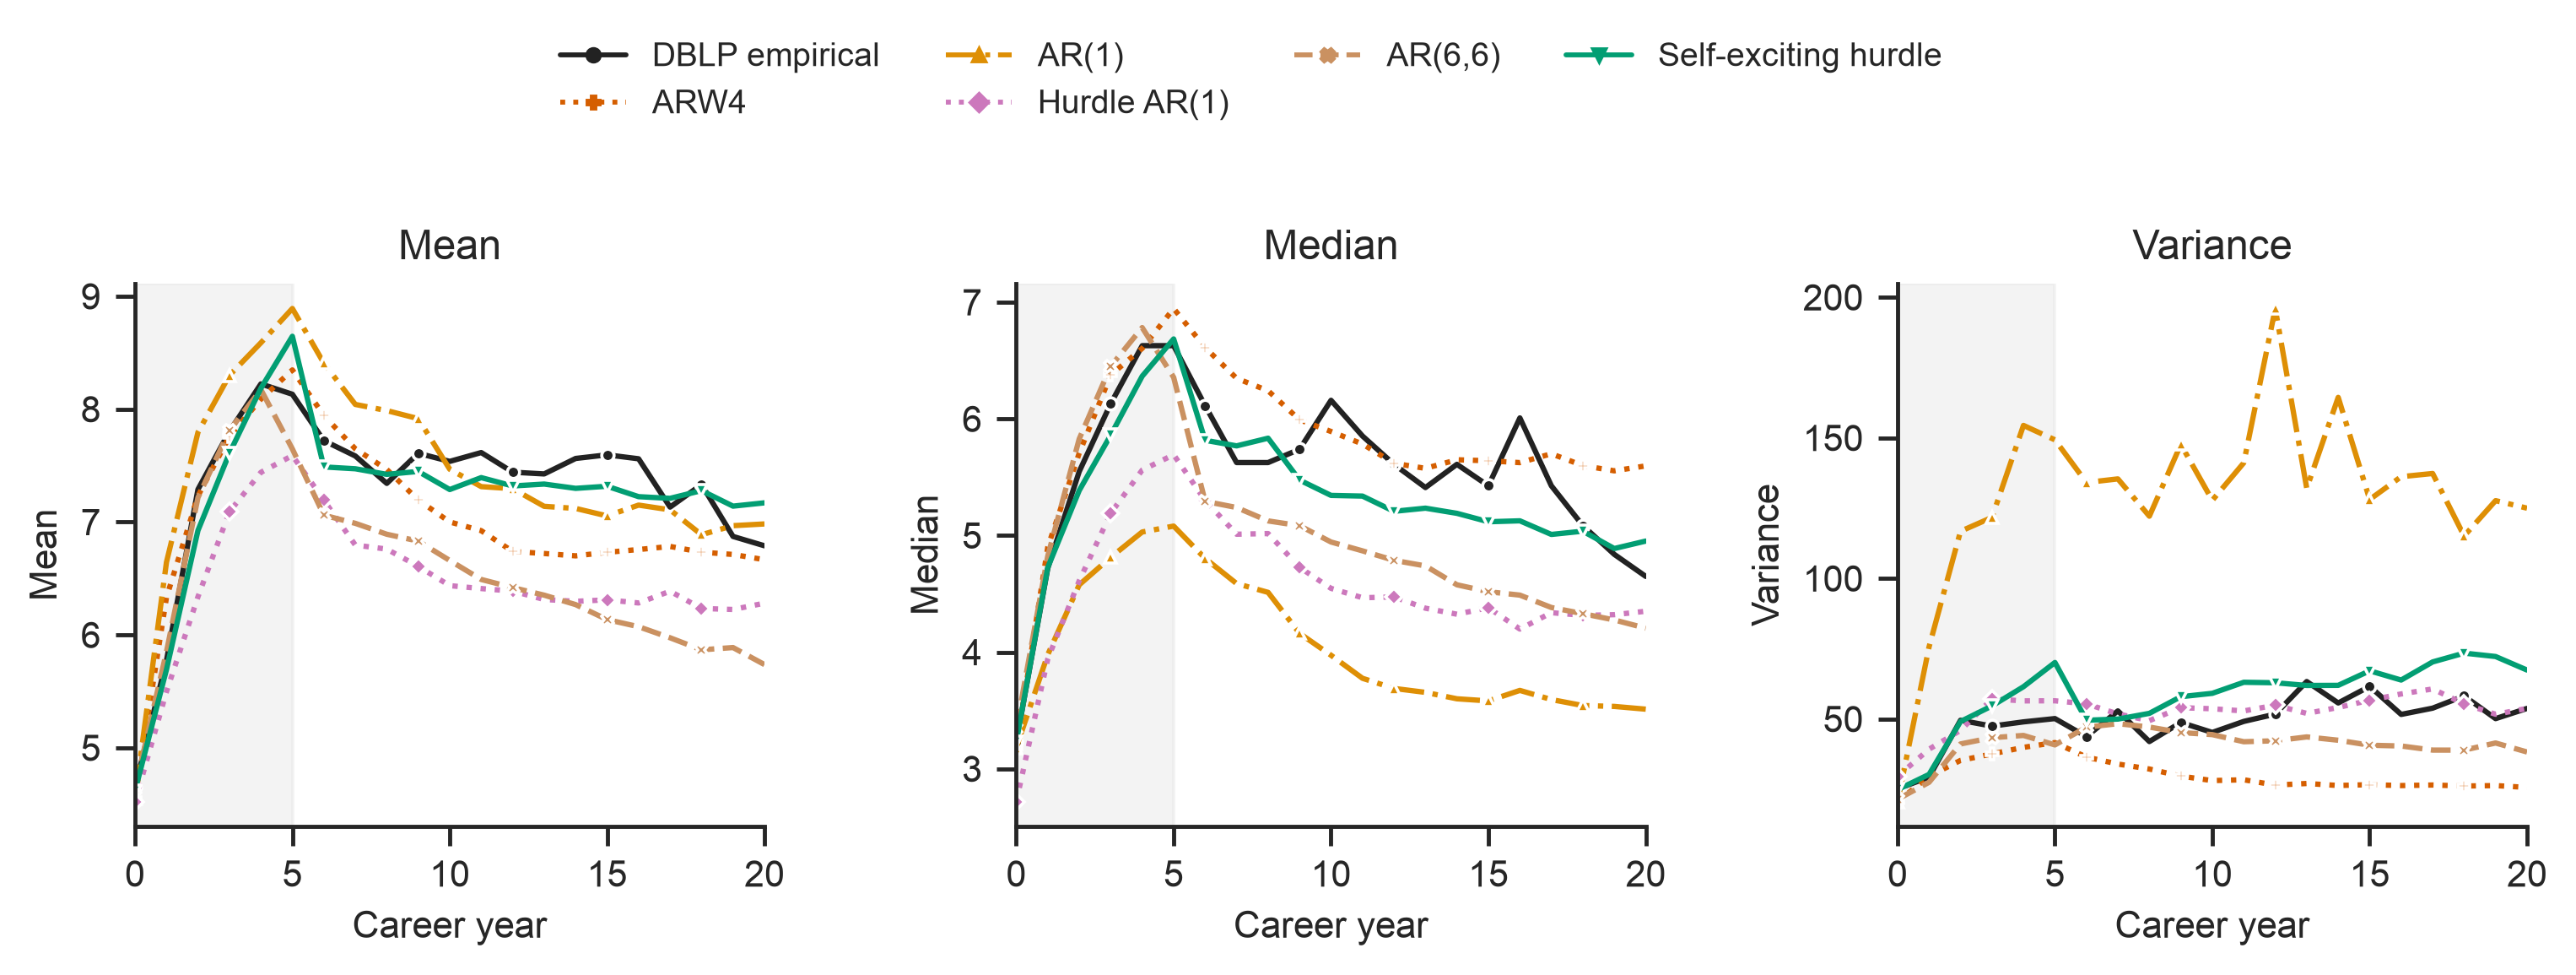 DBLP empirical
AR(1)
AR(6,6)
Self-exciting hurdle
ARW4
Hurdle AR(1)
Mean
9
8
7
6
5
Mean
0 5 10 15 20
Career year
Median
7
6
5
4
3
Median
0 5 10 15 20
Career year
Variance
200
150
100
50
Variance
0 5 10 15 20
Career year